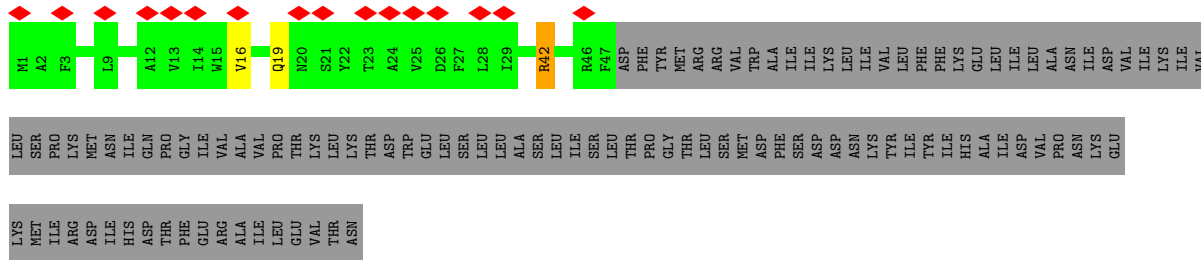 M1 A2 F3 L9 A12 V13 I14 W15 V16 Q19 N20 S21 Y22 T23 A24 V25 D26 F27 L28 I29 R42 R46 F47 ASP PHE TYR MET ARG ARG VAL TRP ALA ILE ILE LYS LEU ILE VAL LEU PHE PHE LYS GLU LEU ILE LEU ALA ASN ILE ASP VAL ILE LYS ILE VAL
LEU SER PRO LYS MET ASN ILE GLN PRO GLY ILE VAL ALA VAL PRO THR LYS LEU LYS THR ASP TRP GLU LEU SER LEU LEU ALA SER LEU ILE SER LEU THR PRO GLY THR LEU SER MET ASP PHE SER ASP ASP ASN LYS TYR ILE TYR ILE HIS ALA ILE ASP VAL PRO ASN LYS GLU
LYS MET ILE ARG ASP ILE HIS ASP THR PHE GLU ARG ALA ILE LEU GLU VAL THR ASN